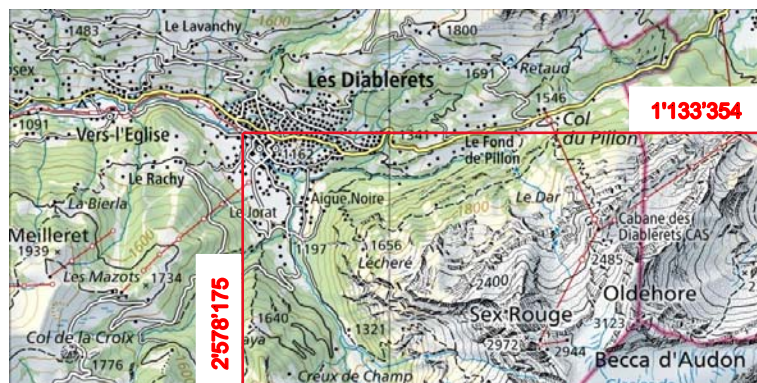 1483
Le Lavanchy
1600
1800
Les Diablerets
1691
Retaud
1546
1'133'354
1091
Vers-l'Eglise
1341
Col
du Pillon
1162
Le Fond
de Pillon
Le Rachy
La Bierla
Le Jorat
Aigue Noire
1800
Le Dar
Cabane des
Diablerets CAS
Meilleret
1939
1600
1197
1656
Lécheré
2485
Les Mazots
1734
2400
Oldehore
2'578'175
1640
Sex Rouge
3123
Col de la Croix
1321
2972
2944
1776
Creux de Champ
Becca d'Audon